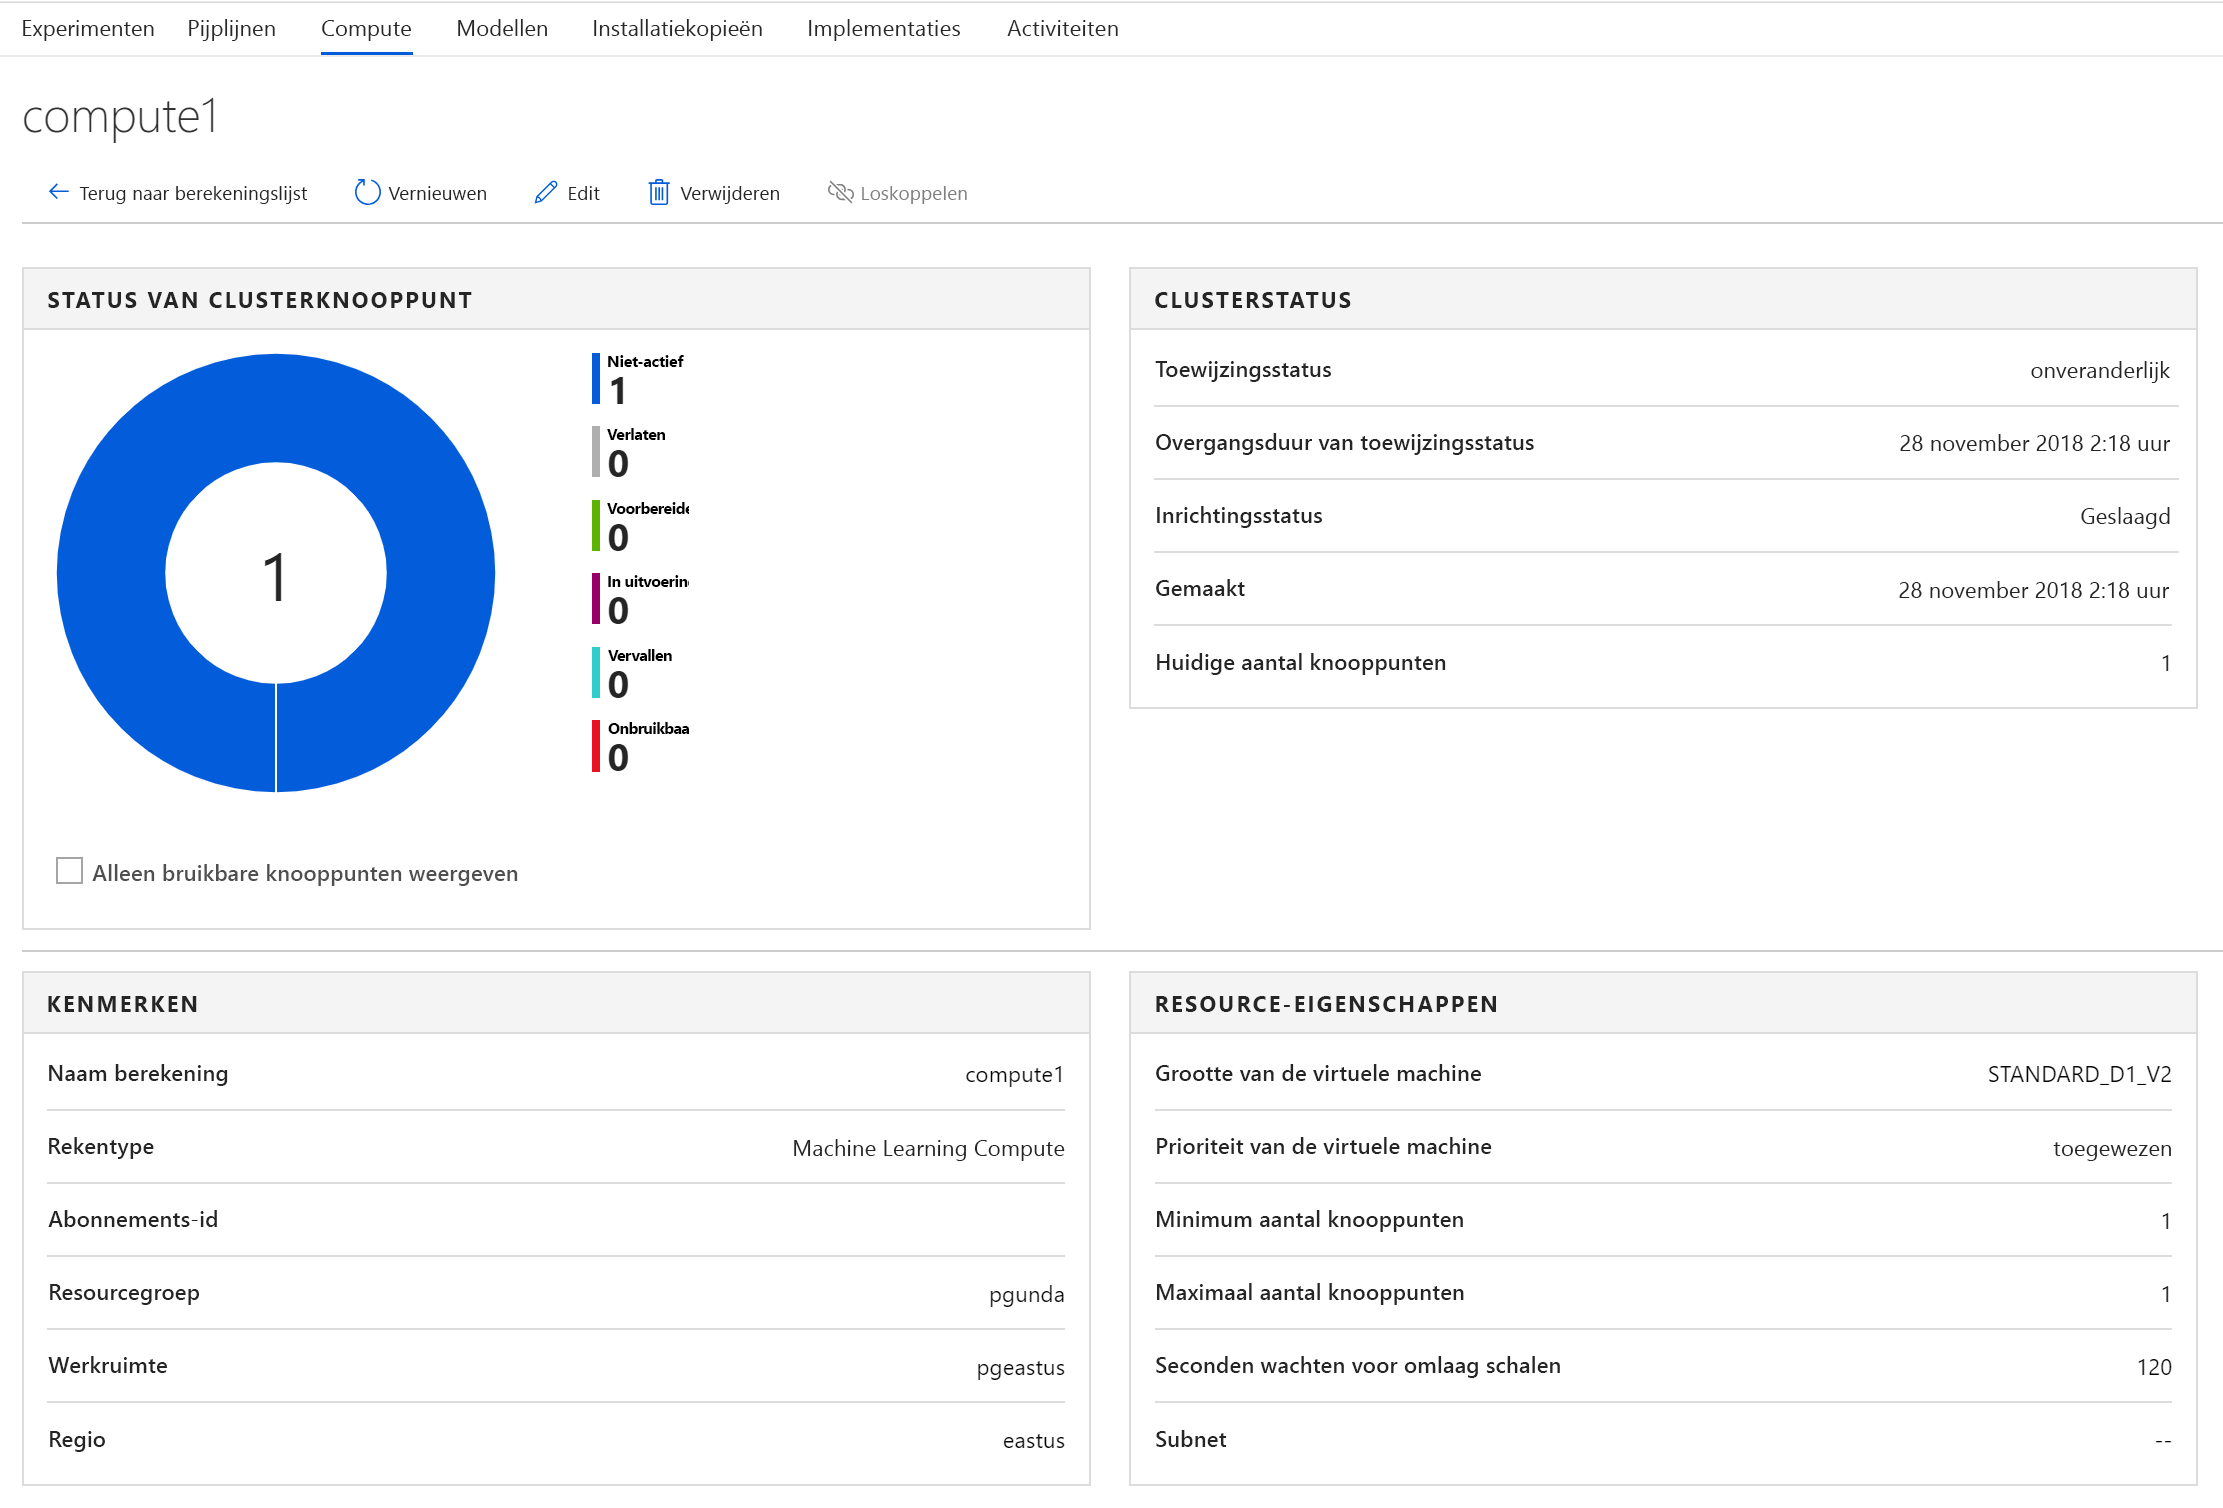 Experimenten Pijplijnen Compute Modellen Installatiekopieën Implementaties Activiteiten
compute1
Terug naar berekeningslijst Vernieuwen Edit Verwijderen Loskoppelen
STATUS VAN CLUSTERKNOOPPUNT
1
Niet-actief
1
Verlaten
0
Voorbereide
0
In uitvoerin
0
Vervallen
0
Onbruikbaa
0
Alleen bruikbare knooppunten weergeven
CLUSTERSTATUS
Toewijzingsstatus onveranderlijk
Overgangsduur van toewijzingsstatus 28 november 2018 2:18 uur
Inrichtingsstatus Geslaagd
Gemaakt 28 november 2018 2:18 uur
Huidige aantal knooppunten 1
KENMERKEN
Naam berekening compute1
Rekentype Machine Learning Compute
Abonnements-id
Resourcegroep pgunda
Werkruimte pgeastus
Regio eastus
RESOURCE-EIGENSCHAPPEN
Grootte van de virtuele machine STANDARD_D1_V2
Prioriteit van de virtuele machine toegewezen
Minimum aantal knooppunten 1
Maximaal aantal knooppunten 1
Seconden wachten voor omlaag schalen 120
Subnet --